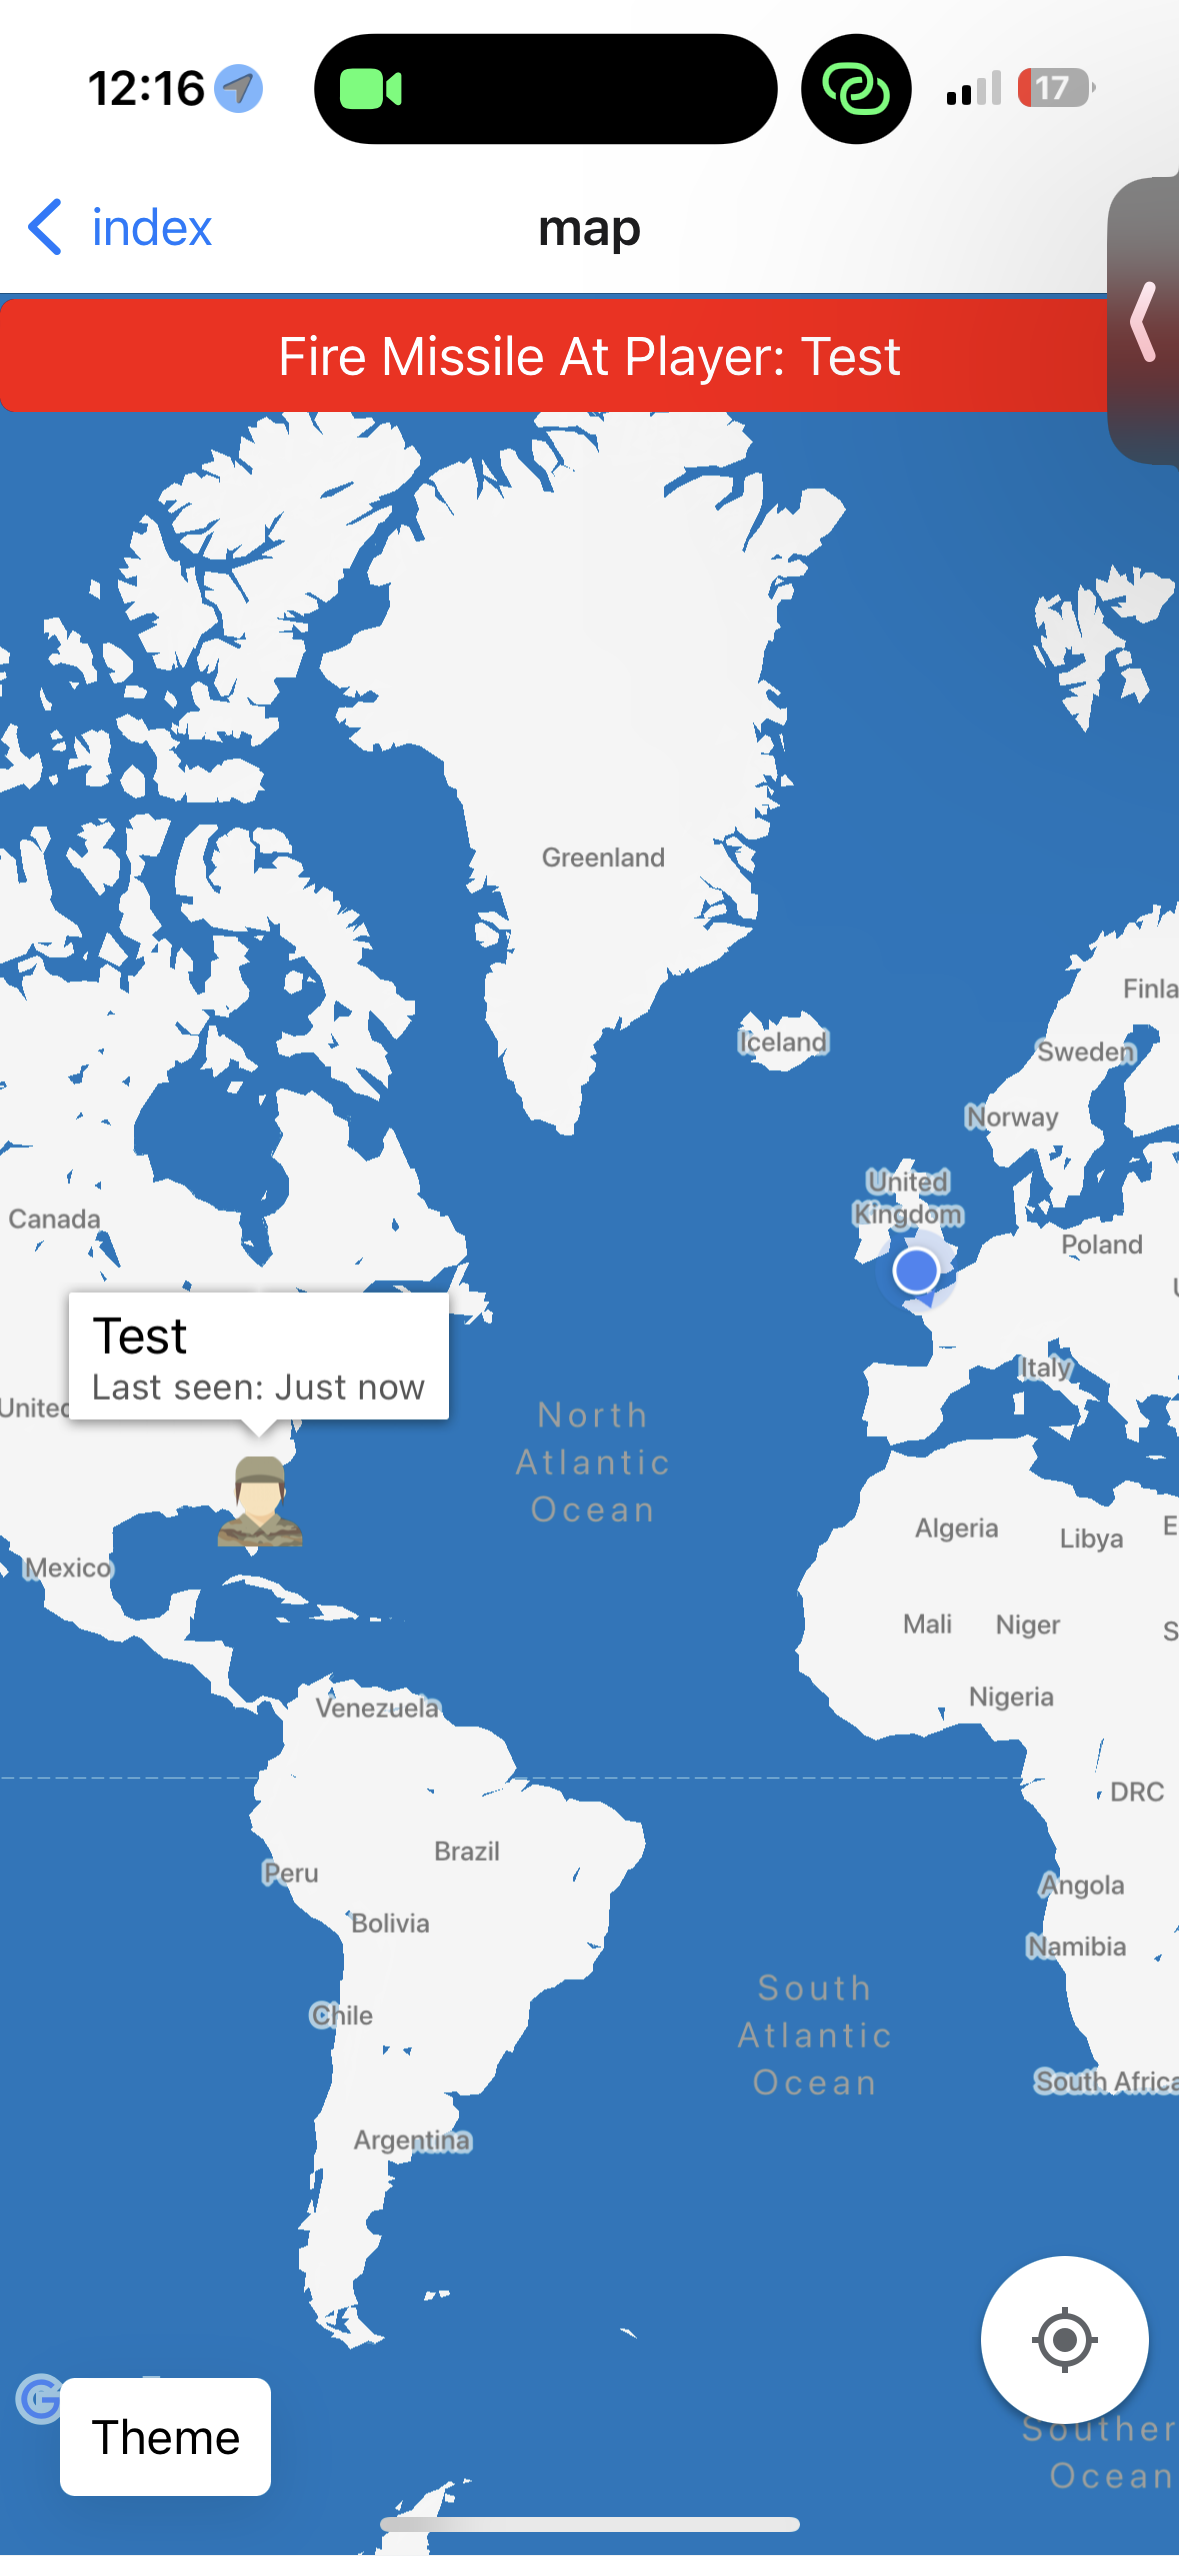 12:16
17
index
map
Fire Missile At Player: Test
Greenland
Finla
Iceland
Sweden
Norway
United
Kingdom
Canada
Poland
Test
Last seen: Just now
Italy
North
Atlantic
Ocean
Algeria
Libya
E
Mexico
Mali
Niger
S
Nigeria
Venezuela
DRC
Brazil
Peru
Angola
Bolivia
Namibia
South
Atlantic
Ocean
Chile
South Africa
Argentina
G
Theme
Souther
Ocean